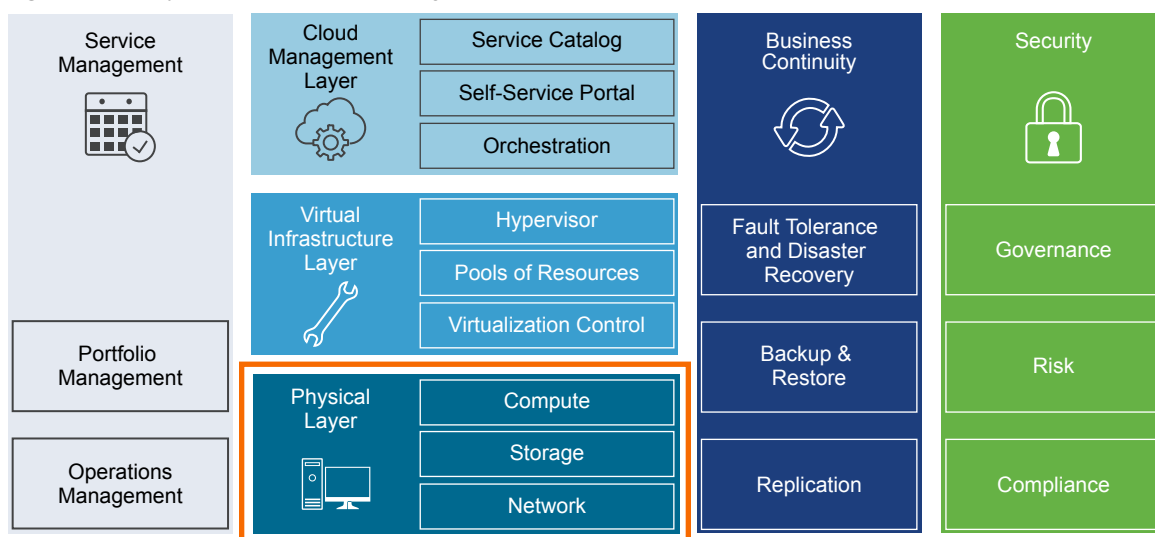 Service
Management
Portfolio
Management
Operations
Management
Cloud
Management
Layer
Service Catalog
Self-Service Portal
Orchestration
Virtual
Infrastructure
Layer
Hypervisor
Pools of Resources
Virtualization Control
Physical
Layer
Compute
Storage
Network
Business
Continuity
Fault Tolerance
and Disaster
Recovery
Backup &
Restore
Replication
Security
Governance
Risk
Compliance